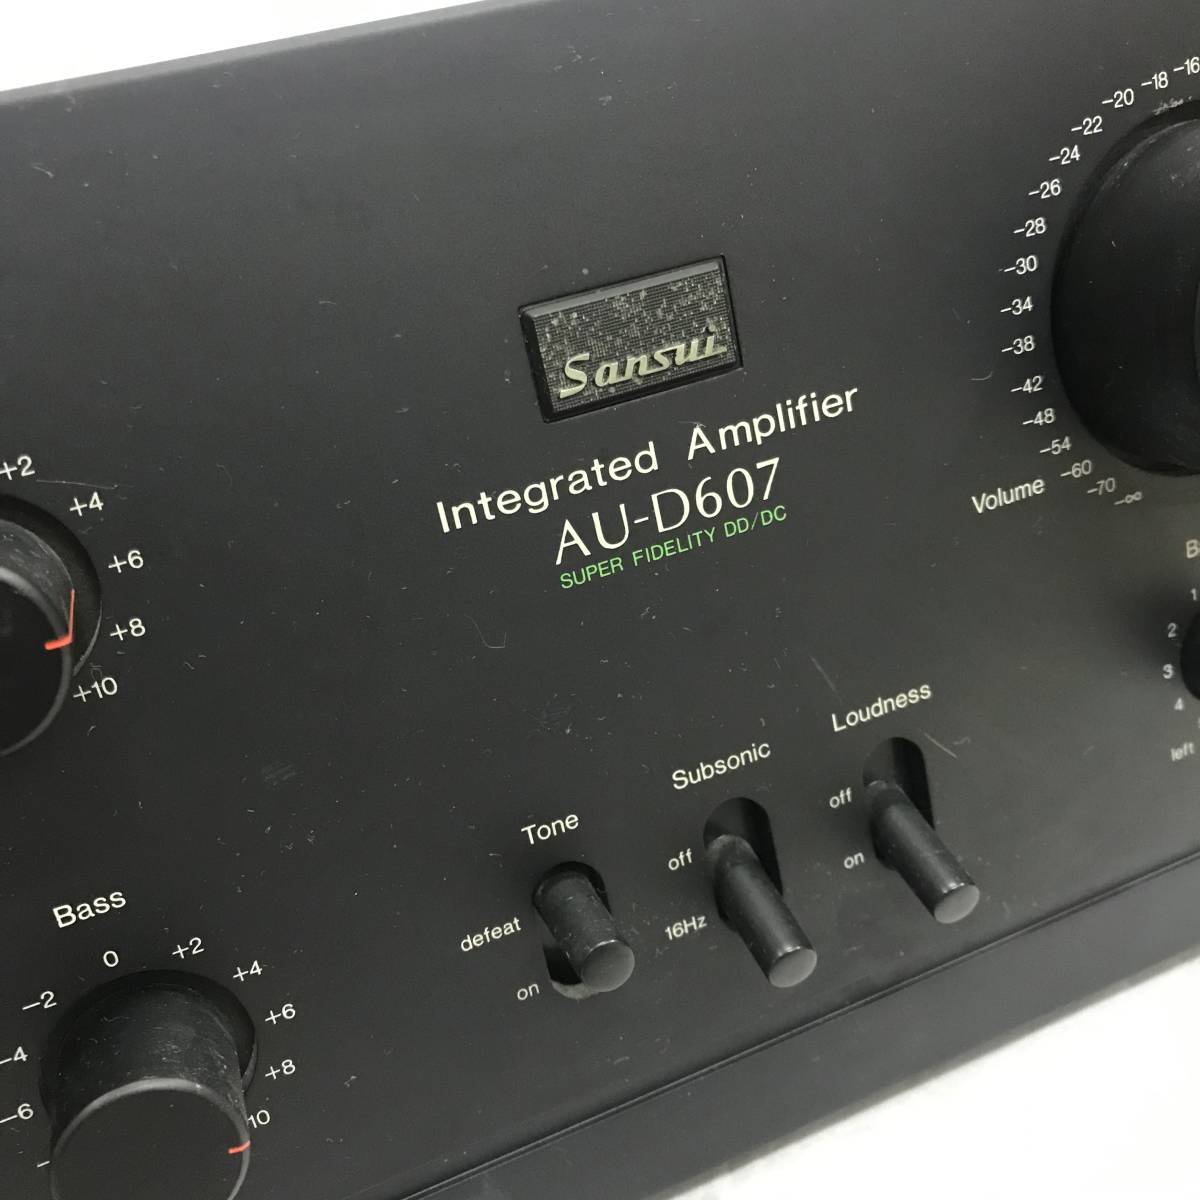 Sansui
Integrated Amplifier
AU-D607
SUPER FIDELITY DD/DC
-16
-18
-20
-22
-24
-26
-28
-30
-34
-38
-42
-48
-54
-60
-70
-∞
Volume
+2
+4
+6
+8
+10
Tone
defeat
on
Subsonic
off
16Hz
Loudness
off
on
Bass
0
+2
-2
+4
-4
+6
-6
+8
10
B
1
2
3
4
left